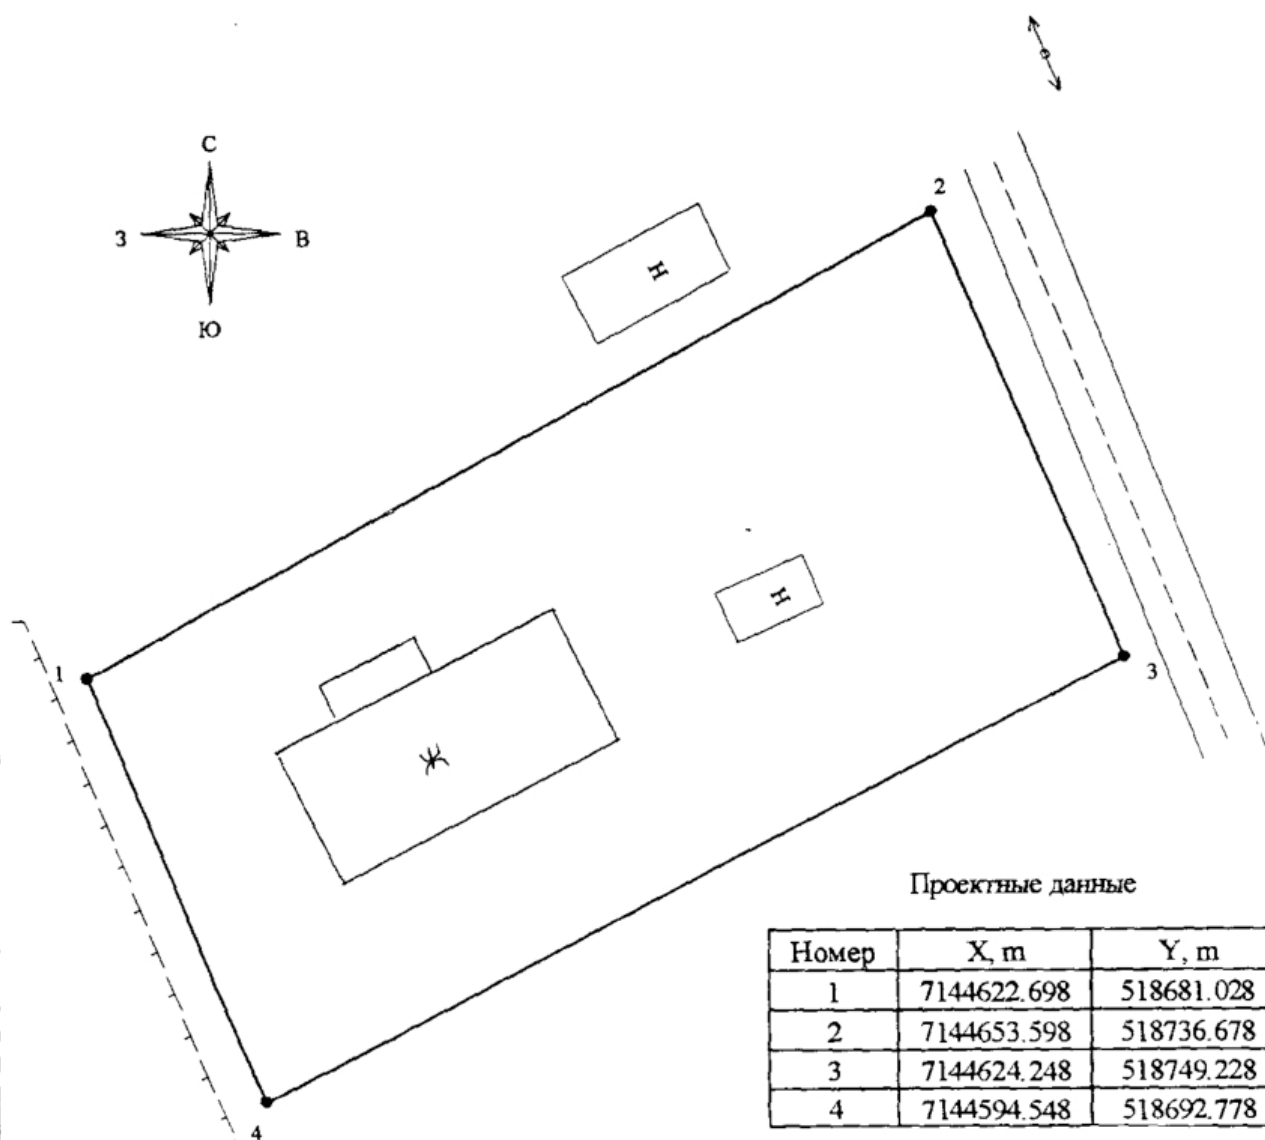 С
З В
Ю
2
н
1
н
3
Ж
4
Проектные данные
Номер X, m Y, m
1 7144622.698 518681.028
2 7144653.598 518736.678
3 7144624.248 518749.228
4 7144594.548 518692.778